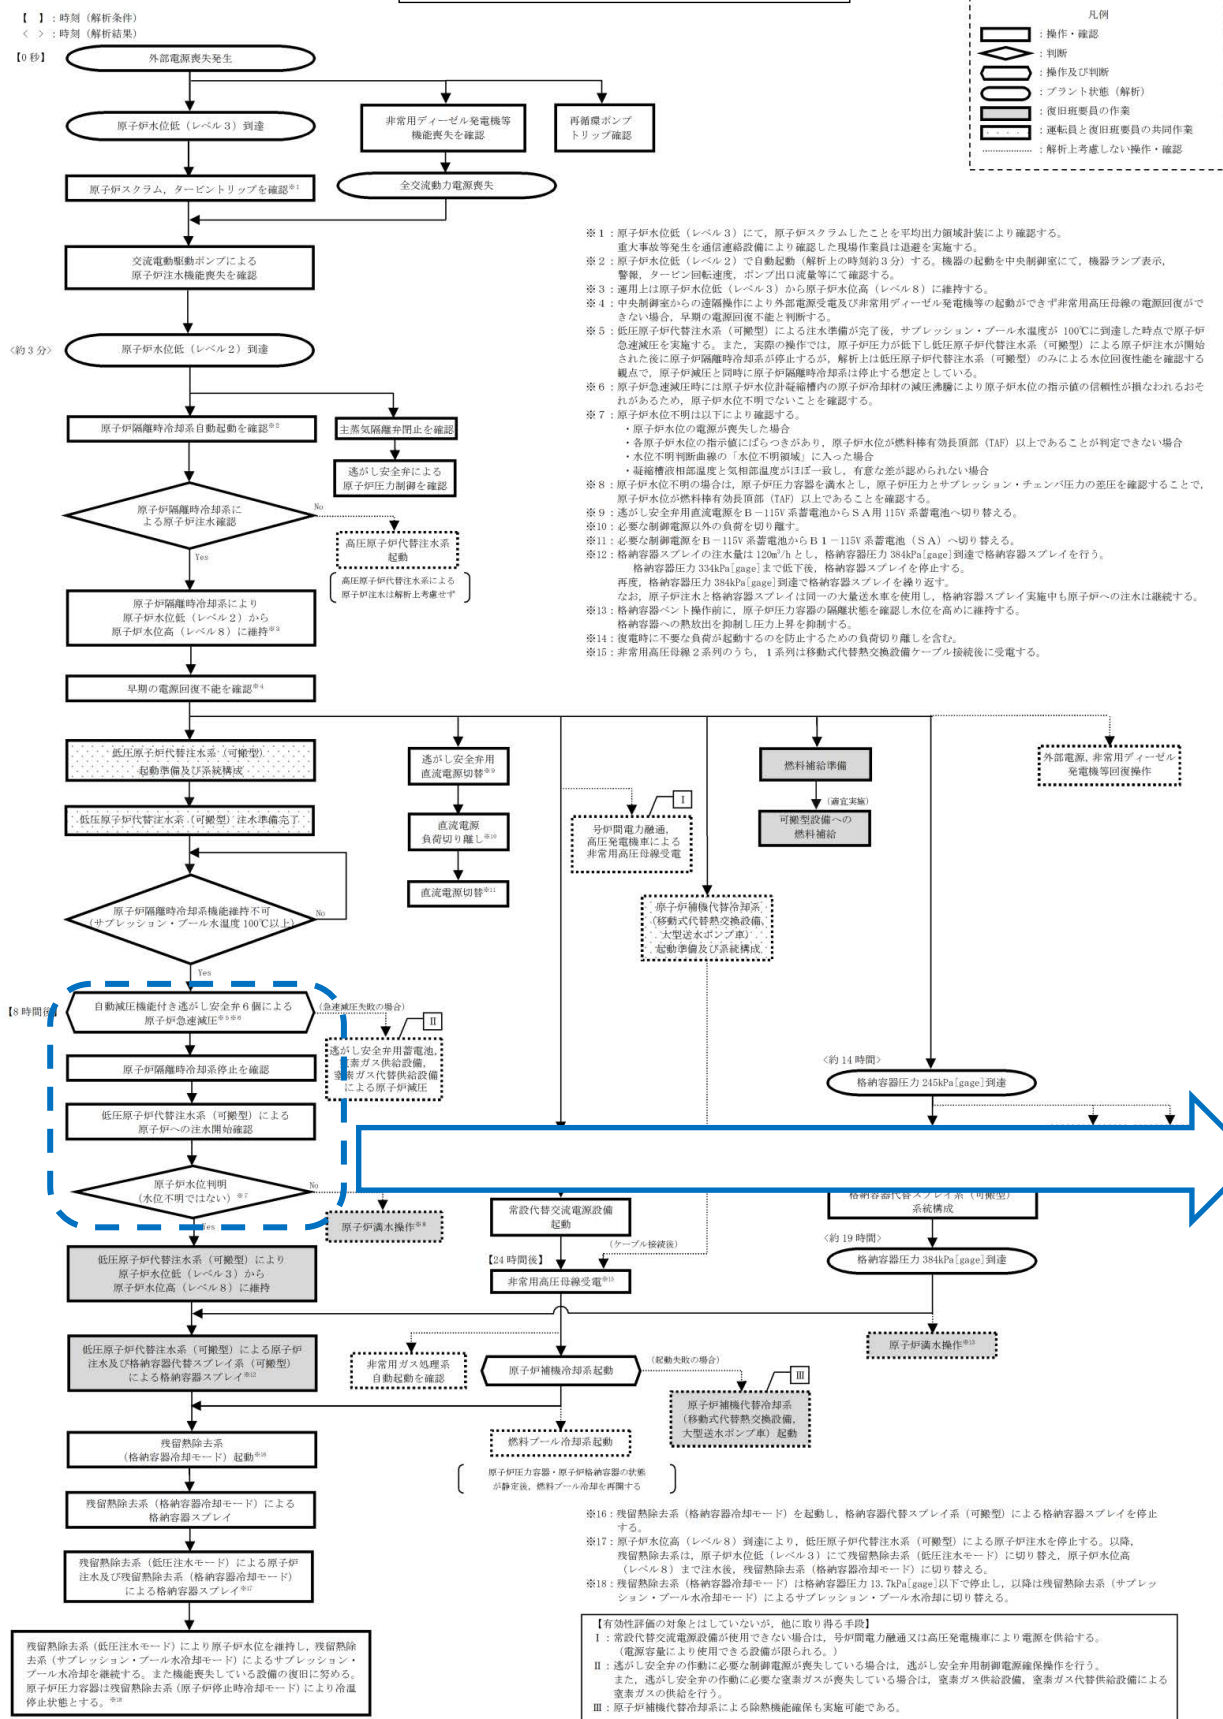 【　】：時刻（解析条件）
＜　＞：時刻（解析結果）
凡例
：操作・確認
：判断
：操作及び判断
：プラント状態（解析）
：復旧班要員の作業
：運転員と復旧班要員の共同作業
：解析上考慮しない操作・確認
【0秒】
外部電源喪失発生
原子炉水位低（レベル３）到達
非常用ディーゼル発電機等
機能喪失を確認
再循環ポンプ
トリップ確認
原子炉スクラム，タービントリップを確認※1
全交流動力電源喪失
交流電動駆動ポンプによる
原子炉注水機能喪失を確認
<約3分>
原子炉水位低（レベル２）到達
原子炉隔離時冷却系自動起動を確認※2
主蒸気隔離弁閉止を確認
逃がし安全弁による
原子炉圧力制御を確認
原子炉隔離時冷却系に
よる原子炉注水確認
No
Yes
高圧原子炉代替注水系
起動
高圧原子炉代替注水系による
原子炉注水は解析上考慮せず
原子炉隔離時冷却系により
原子炉水位低（レベル２）から
原子炉水位高（レベル８）に維持※3
早期の電源回復不能を確認※4
※１：原子炉水位低（レベル３）にて，原子炉スクラムしたことを平均出力領域計装により確認する。
重大事故等発生を通信連絡設備により確認した現場作業員は退避を実施する。
※２：原子炉水位低（レベル２）で自動起動（解析上の時刻約３分）する。機器の起動を中央制御室にて，機器ランプ表示，
警報，タービン回転速度，ポンプ出口流量等にて確認する。
※３：運用上は原子炉水位低（レベル３）から原子炉水位高（レベル８）に維持する。
※４：中央制御室からの遠隔操作により外部電源受電及び非常用ディーゼル発電機等の起動ができず非常用高圧母線の電源回復がで
きない場合，早期の電源回復不能と判断する。
※５：低圧原子炉代替注水系（可搬型）による注水準備が完了後，サプレッション・プール水温度が 100℃に到達した時点で原子炉
急速減圧を実施する。また，実際の操作では，原子炉圧力が低下し低圧原子炉代替注水系（可搬型）による原子炉注水が開始
された後に原子炉隔離時冷却系が停止するが，解析上は低圧原子炉代替注水系（可搬型）のみによる水位回復性能を確認する
観点で，原子炉減圧と同時に原子炉隔離時冷却系は停止する想定としている。
※６：原子炉急速減圧時には原子炉水位計凝縮槽内の原子炉冷却材の減圧沸騰により原子炉水位の指示値の信頼性が損なわれるおそ
れがあるため，原子炉水位不明でないことを確認する。
※７：原子炉水位不明は以下により確認する。
・原子炉水位の電源が喪失した場合
・各原子炉水位の指示値にばらつきがあり，原子炉水位が燃料棒有効長頂部（TAF）以上であることが判定できない場合
・水位不明判断曲線の「水位不明領域」に入った場合
・凝縮槽液相部温度と気相部温度がほぼ一致し，有意な差が認められない場合
※８：原子炉水位不明の場合は，原子炉圧力容器を満水とし，原子炉圧力とサプレッション・チェンバ圧力の差圧を確認することで，
原子炉水位が燃料棒有効長頂部（TAF）以上であることを確認する。
※９：逃がし安全弁用直流電源をＢ－115V系蓄電池からＳＡ用115V系蓄電池へ切り替える。
※10：必要な制御電源以外の負荷を切り離す。
※11：必要な制御電源をＢ－115V系蓄電池からＢ１－115V系蓄電池（ＳＡ）へ切り替える。
※12：格納容器スプレイの注水量は120m³/hとし，格納容器圧力 384kPa[gage]到達で格納容器スプレイを行う。
格納容器圧力 334kPa[gage]まで低下後，格納容器スプレイを停止する。
再度，格納容器圧力 384kPa[gage]到達で格納容器スプレイを繰り返す。
なお，原子炉注水と格納容器スプレイは同一の大量送水車を使用し，格納容器スプレイ実施中も原子炉への注水は継続する。
※13：格納容器ベント操作前に，原子炉圧力容器の隔離状態を確認し水位を高めに維持する。
格納容器への熱放出を抑制し圧力上昇を抑制する。
※14：復電時に不要な負荷が起動するのを防止するための負荷切り離しを含む。
※15：非常用高圧母線２系列のうち，１系列は移動式代替熱交換設備ケーブル接続後に受電する。
低圧原子炉代替注水系（可搬型）
起動準備及び系統構成
逃がし安全弁用
直流電源切替※9
燃料補給準備
外部電源，非常用ディーゼル
発電機等回復操作
Ⅰ
（適宜実施）
低圧原子炉代替注水系（可搬型）注水準備完了
直流電源
負荷切り離し※10
号炉間電力融通，
高圧発電機車による
非常用高圧母線受電
可搬型設備への
燃料補給
直流電源切替※11
原子炉隔離時冷却系機能維持不可
（サプレッション・プール水温度 100℃以上）
No
Yes
原子炉補機代替冷却系
（移動式代替熱交換設備，
大型送水ポンプ車）
起動準備及び系統構成
【8時間後】
自動減圧機能付き逃がし安全弁６個による
原子炉急速減圧※5※6
（急速減圧失敗の場合）
Ⅱ
逃がし安全弁用蓄電池，
窒素ガス供給設備，
窒素ガス代替供給設備
による原子炉減圧
原子炉隔離時冷却系停止を確認
<約14時間>
格納容器圧力 245kPa[gage]到達
低圧原子炉代替注水系（可搬型）による
原子炉への注水開始確認
原子炉水位判明
（水位不明ではない）※7
No
Yes
原子炉満水操作※8
常設代替交流電源設備
起動
格納容器代替スプレイ系（可搬型）
系統構成
（ケーブル接続後）
【24時間後】
非常用高圧母線受電※15
<約19時間>
格納容器圧力 384kPa[gage]到達
低圧原子炉代替注水系（可搬型）により
原子炉水位低（レベル３）から
原子炉水位高（レベル８）に維持
原子炉満水操作※13
低圧原子炉代替注水系（可搬型）による原子炉
注水及び格納容器代替スプレイ系（可搬型）
による格納容器スプレイ※12
非常用ガス処理系
自動起動を確認
原子炉補機冷却系起動
（起動失敗の場合）
Ⅲ
原子炉補機代替冷却系
（移動式代替熱交換設備，
大型送水ポンプ車）起動
残留熱除去系
（格納容器冷却モード）起動※16
燃料プール冷却系起動
原子炉圧力容器・原子炉格納容器の状態
が静定後，燃料プール冷却を再開する
残留熱除去系（格納容器冷却モード）による
格納容器スプレイ
残留熱除去系（低圧注水モード）による原子炉
注水及び残留熱除去系（格納容器冷却モード）
による格納容器スプレイ※17
残留熱除去系（低圧注水モード）により原子炉水位を維持し，残留熱除
去系（サプレッション・プール水冷却モード）によるサプレッション・
プール水冷却を継続する。また機能喪失している設備の復旧に努める。
原子炉圧力容器は残留熱除去系（原子炉停止時冷却モード）により冷温
停止状態とする。※18
※16：残留熱除去系（格納容器冷却モード）を起動し，格納容器代替スプレイ系（可搬型）による格納容器スプレイを停止
する。
※17：原子炉水位高（レベル８）到達により，低圧原子炉代替注水系（可搬型）による原子炉注水を停止する。以降，
残留熱除去系は，原子炉水位低（レベル３）にて残留熱除去系（低圧注水モード）に切り替え，原子炉水位高
（レベル８）まで注水後，残留熱除去系（格納容器冷却モード）に切り替える。
※18：残留熱除去系（格納容器冷却モード）は格納容器圧力 13.7kPa[gage]以下で停止し，以降は残留熱除去系（サプレッ
ション・プール水冷却モード）によるサプレッション・プール水冷却に切り替える。
【有効性評価の対象とはしていないが，他に取り得る手段】
Ⅰ：常設代替交流電源設備が使用できない場合は，号炉間電力融通又は高圧発電機車により電源を供給する。
（電源容量により使用できる設備が限られる。）
Ⅱ：逃がし安全弁の作動に必要な制御電源が喪失している場合は，逃がし安全弁用制御電源確保操作を行う。
また，逃がし安全弁の作動に必要な窒素ガスが喪失している場合は，窒素ガス供給設備，窒素ガス代替供給設備による
窒素ガスの供給を行う。
Ⅲ：原子炉補機代替冷却系による除熱機能確保も実施可能である。